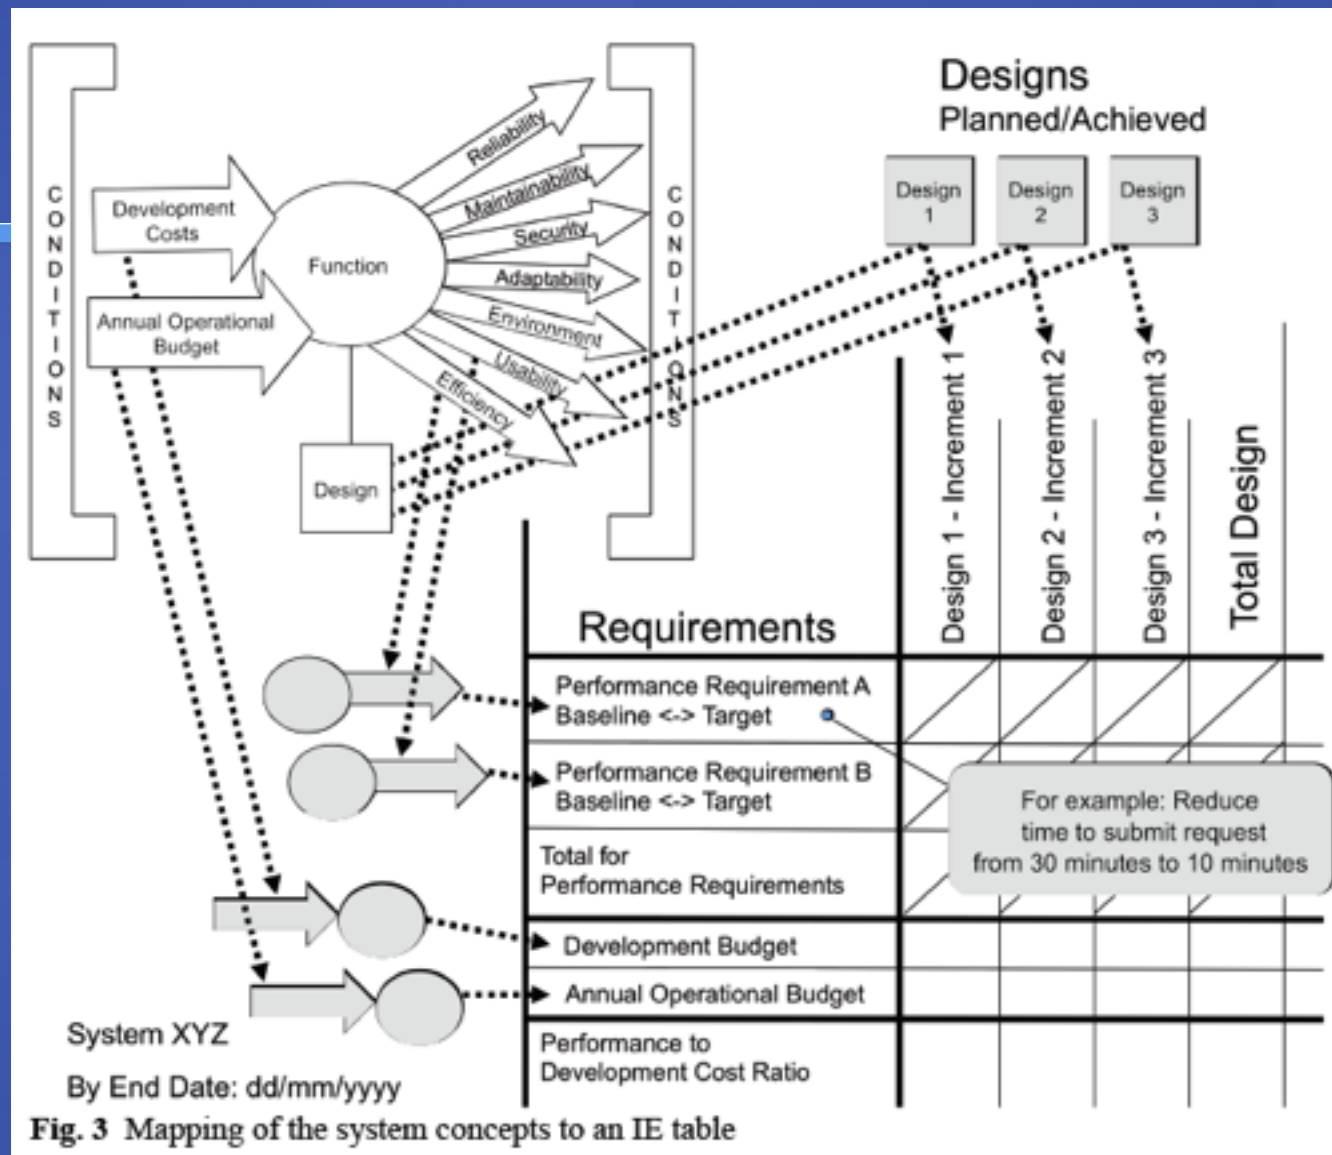 Designs
Planned/Achieved
Design
1
Design
2
Design
3
CONDITIONS
Development
Costs
Annual Operational
Budget
Function
Reliability
Maintainability
Security
Adaptability
Environment
Usability
Efficiency
CONDITIONS
Design
Design 1 - Increment 1
Design 2 - Increment 2
Design 3 - Increment 3
Total Design
Requirements
Performance Requirement A
Baseline <-> Target
Performance Requirement B
Baseline <-> Target
For example: Reduce
time to submit request
from 30 minutes to 10 minutes
Total for
Performance Requirements
Development Budget
Annual Operational Budget
Performance to
Development Cost Ratio
System XYZ
By End Date: dd/mm/yyyy
Fig. 3 Mapping of the system concepts to an IE table